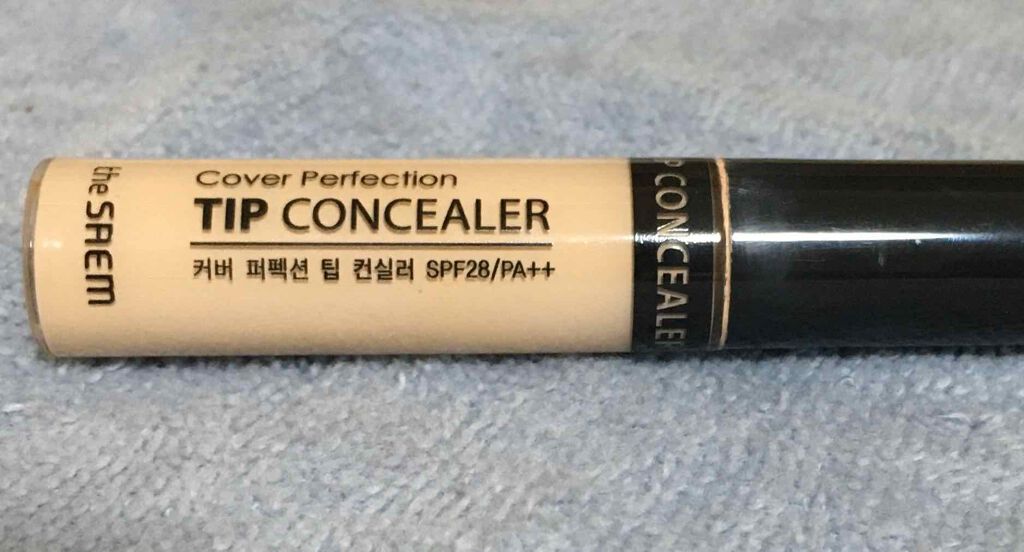 the SAEM
Cover Perfection
TIP CONCEALER
커버 퍼펙션 팁 컨실러 SPF28/PA++
P CONCEALER